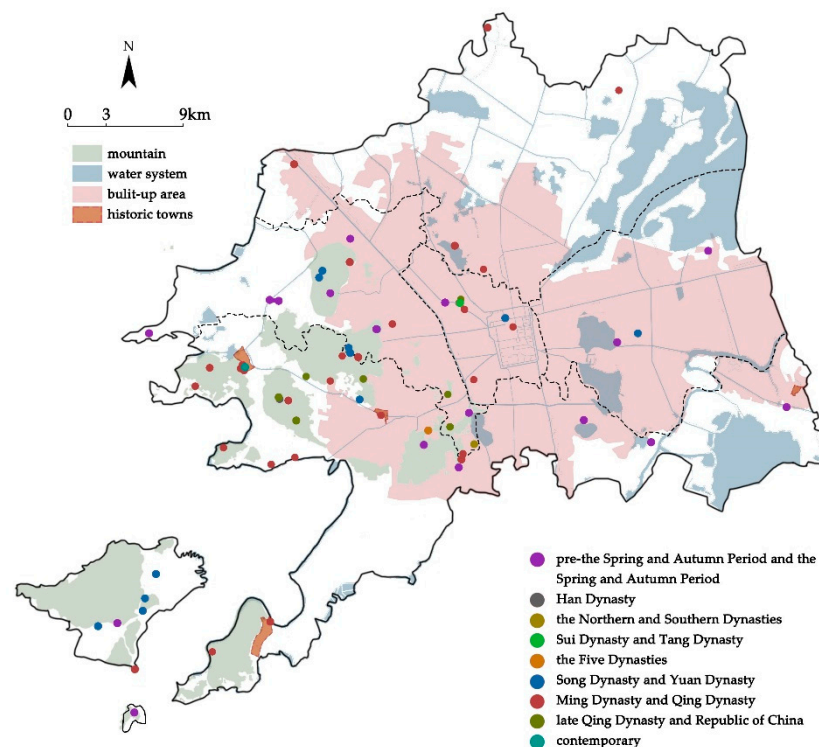 N
0 3 9km
mountain
water system
bulit-up area
historic towns
pre-the Spring and Autumn Period and the
Spring and Autumn Period
Han Dynasty
the Northern and Southern Dynasties
Sui Dynasty and Tang Dynasty
the Five Dynasties
Song Dynasty and Yuan Dynasty
Ming Dynasty and Qing Dynasty
late Qing Dynasty and Republic of China
contemporary